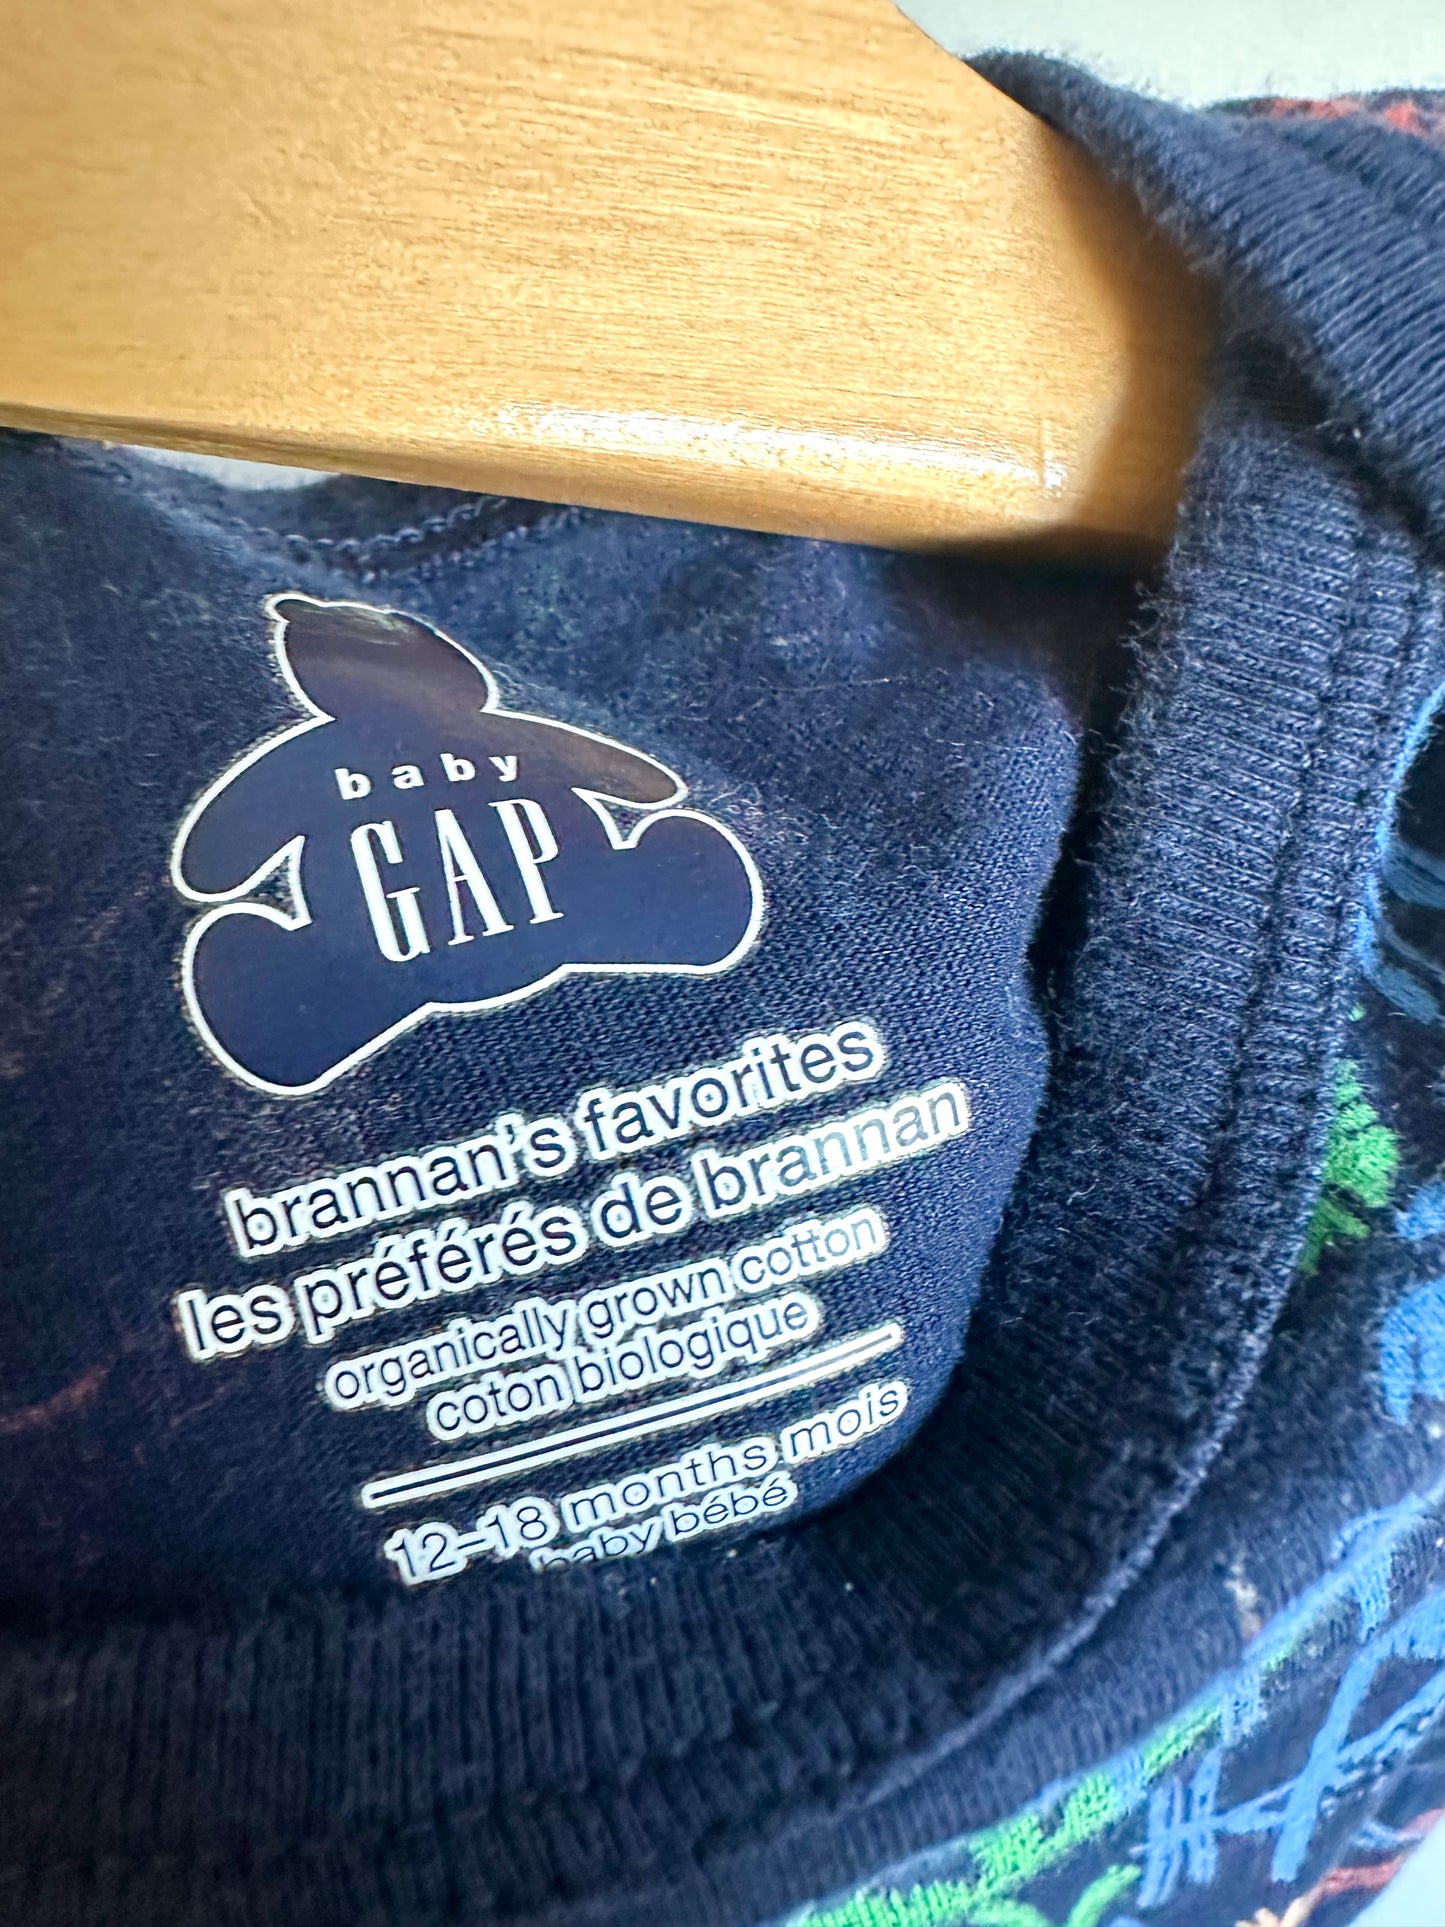 baby
GAP
brannan's favorites
les préférés de brannan
organically grown cotton
coton biologique
12–18 months mois
baby bébé